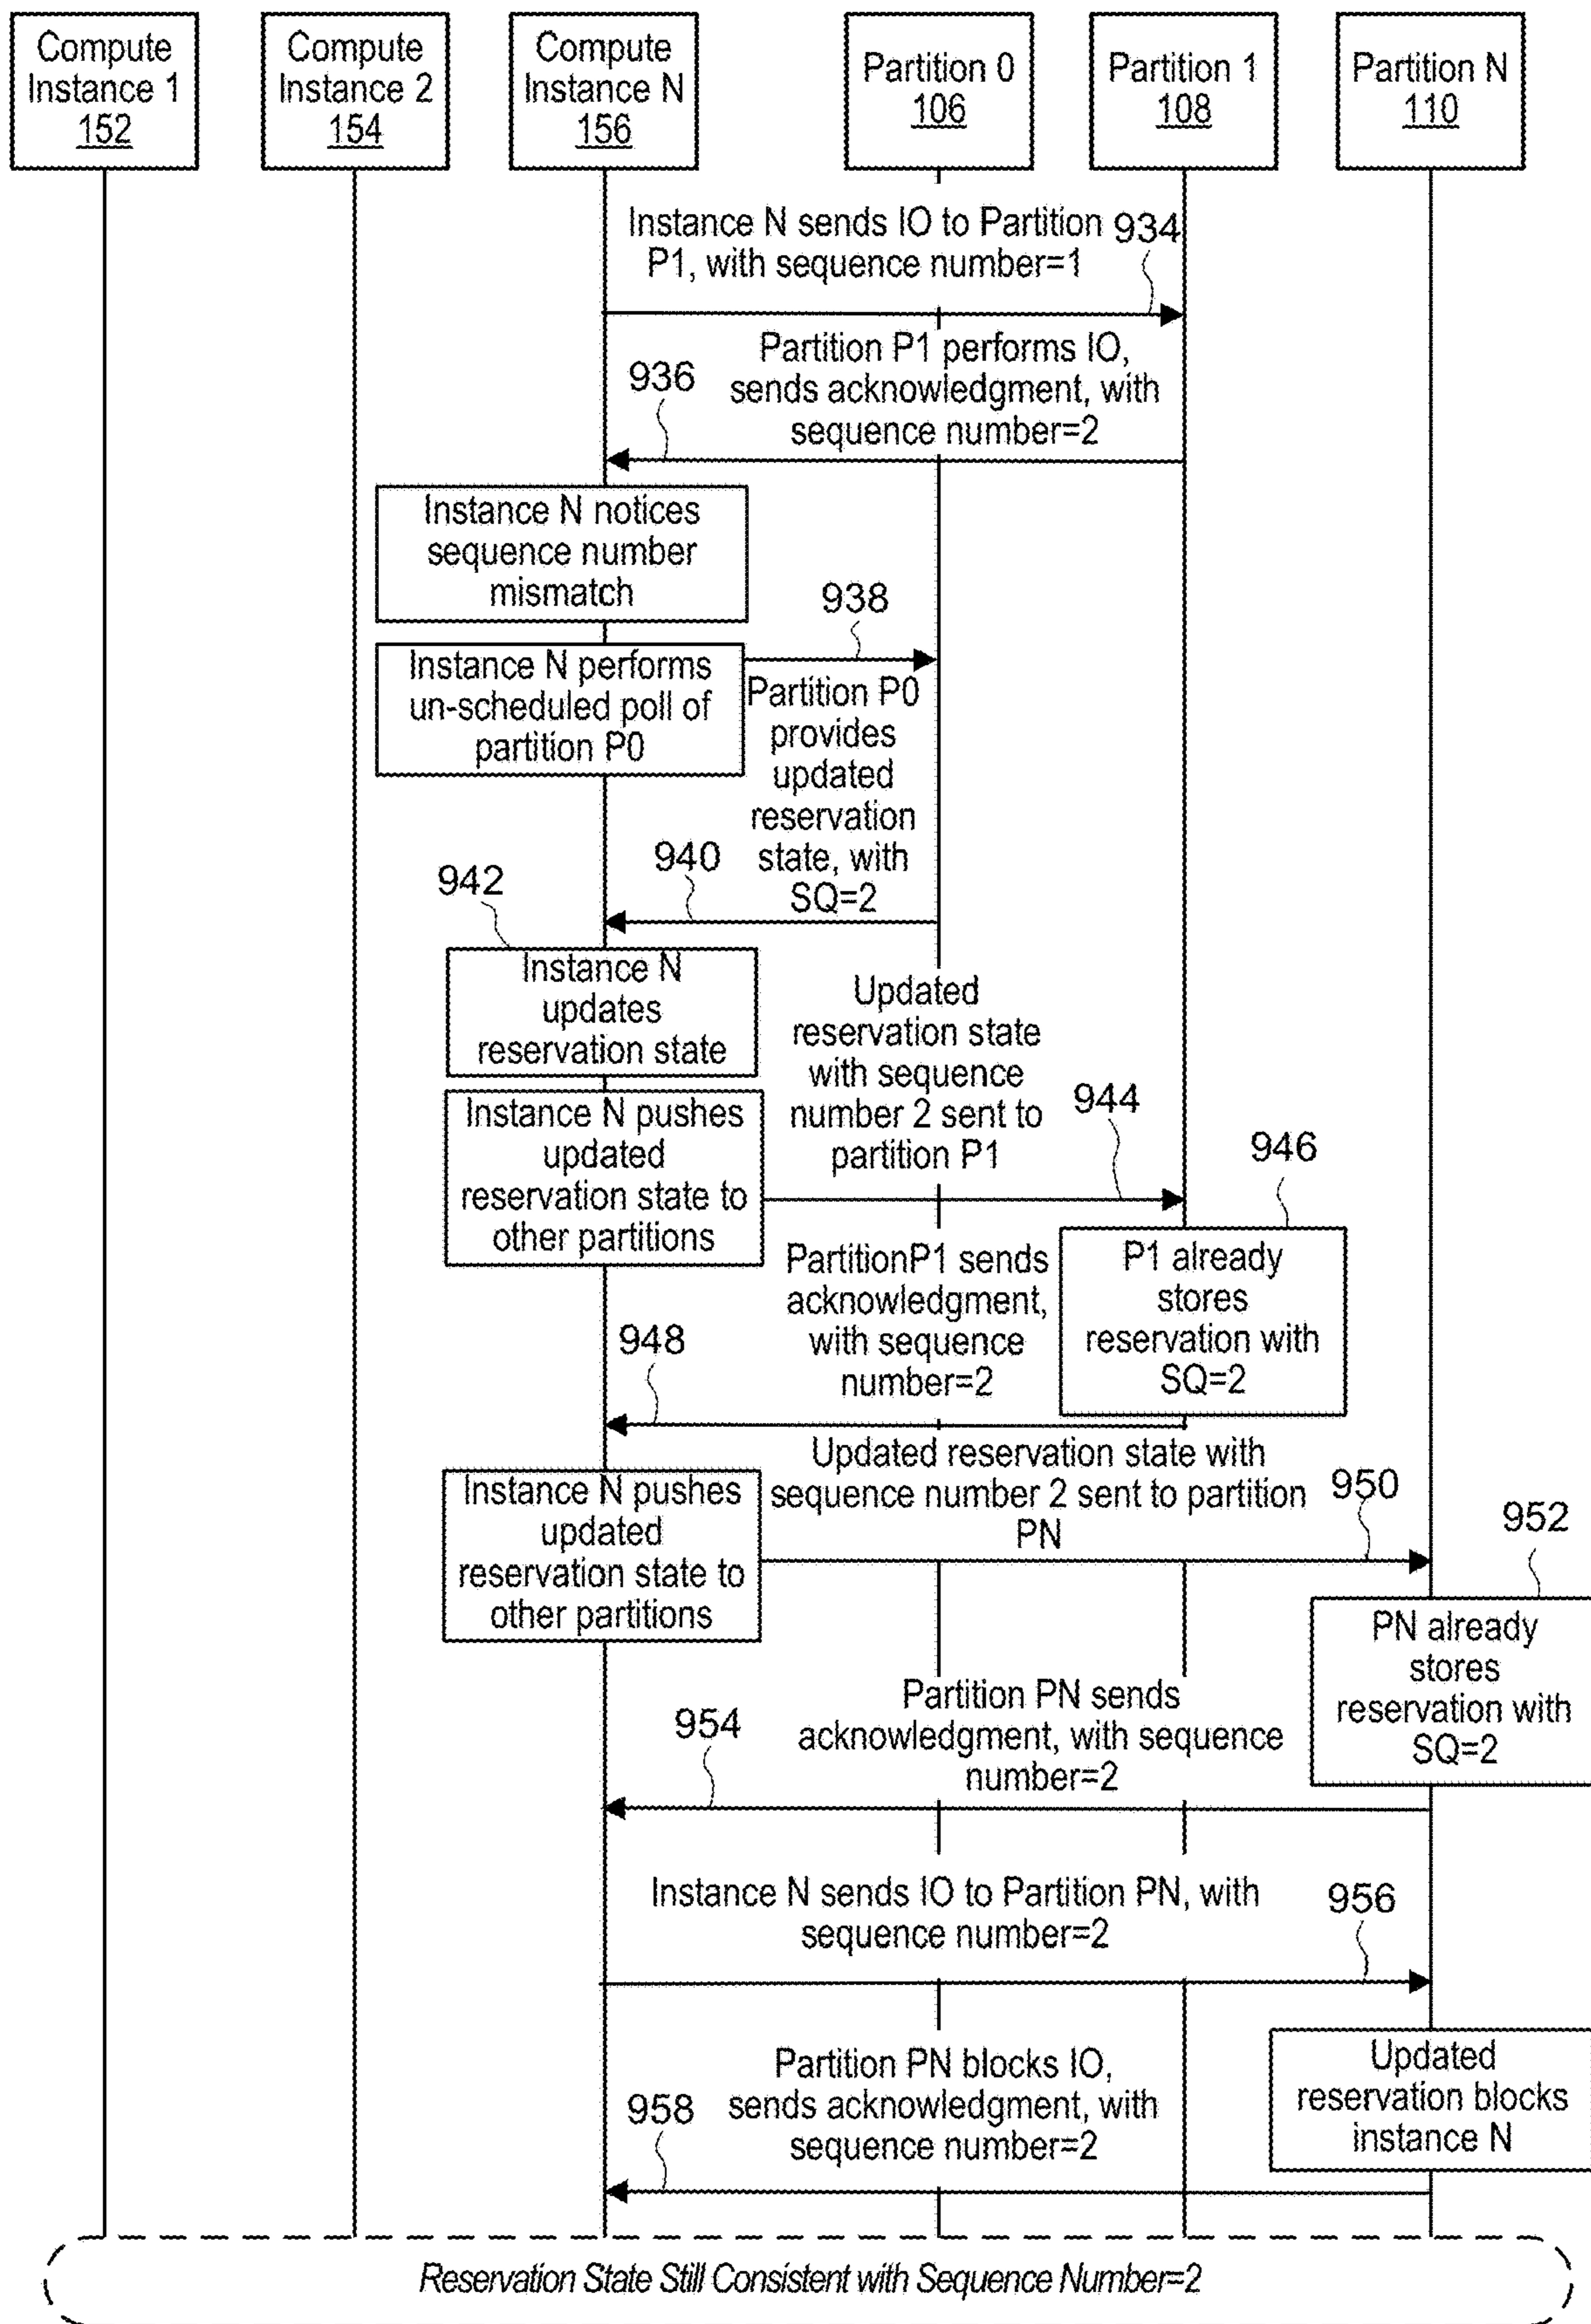 Compute
Instance 1
152
Compute
Instance 2
154
Compute
Instance N
156
Partition 0
106
Partition 1
108
Partition N
110
Instance N sends IO to Partition
P1, with sequence number=1
934
Partition P1 performs IO,
sends acknowledgment, with
sequence number=2
936
Instance N notices
sequence number
mismatch
938
Instance N performs
un-scheduled poll of
partition P0
Partition P0
provides
updated
reservation
state, with
SQ=2
940
942
Instance N
updates
reservation state
Updated
reservation state
with sequence
number 2 sent to
partition P1
944
Instance N pushes
updated
reservation state to
other partitions
946
P1 already
stores
reservation with
SQ=2
PartitionP1 sends
acknowledgment,
with sequence
number=2
948
Updated reservation state with
sequence number 2 sent to partition
PN
950
Instance N pushes
updated
reservation state to
other partitions
952
PN already
stores
reservation with
SQ=2
Partition PN sends
acknowledgment, with sequence
number=2
954
Instance N sends IO to Partition PN, with
sequence number=2
956
Updated
reservation blocks
instance N
Partition PN blocks IO,
sends acknowledgment, with
sequence number=2
958
Reservation State Still Consistent with Sequence Number=2